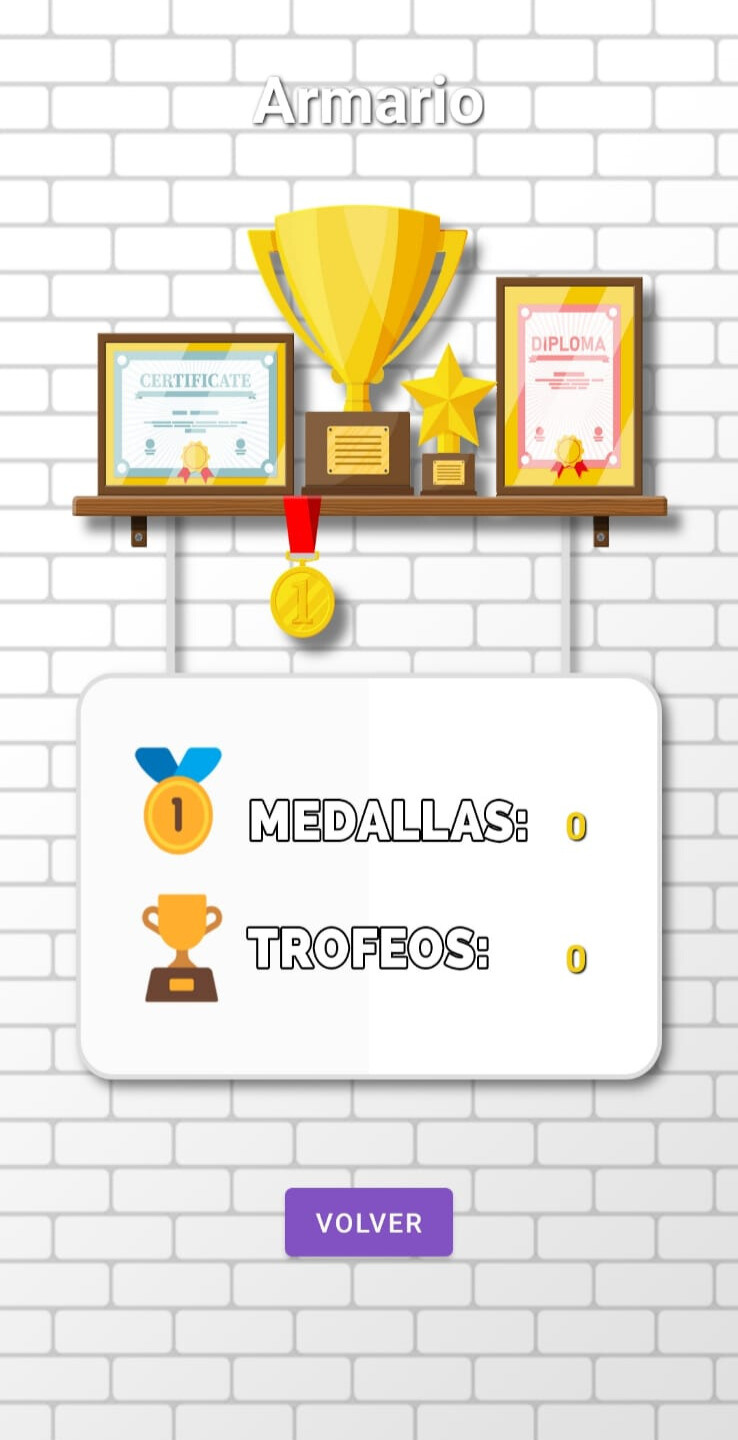 Armario
CERTIFICATE
DIPLOMA
1
1
MEDALLAS: 0
TROFEOS: 0
VOLVER